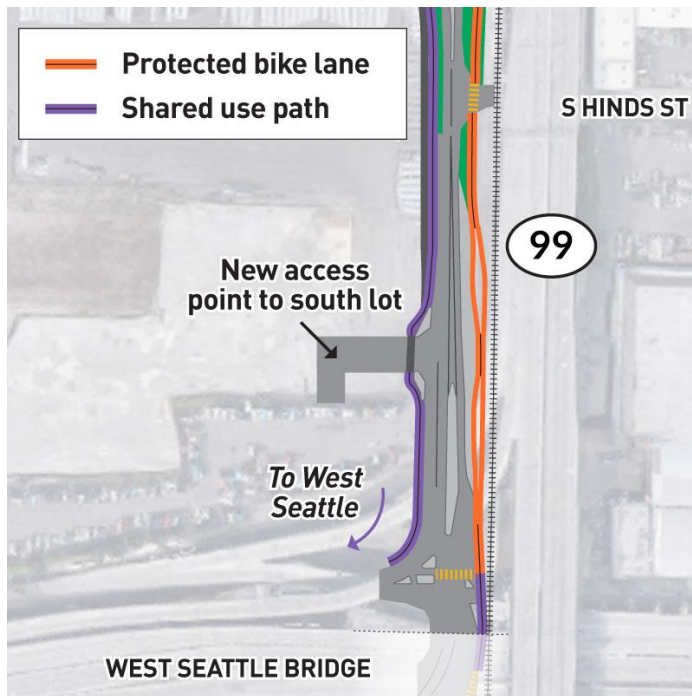 Protected bike lane
Shared use path
S HINDS ST
99
New access
point to south lot
To West
Seattle
WEST SEATTLE BRIDGE